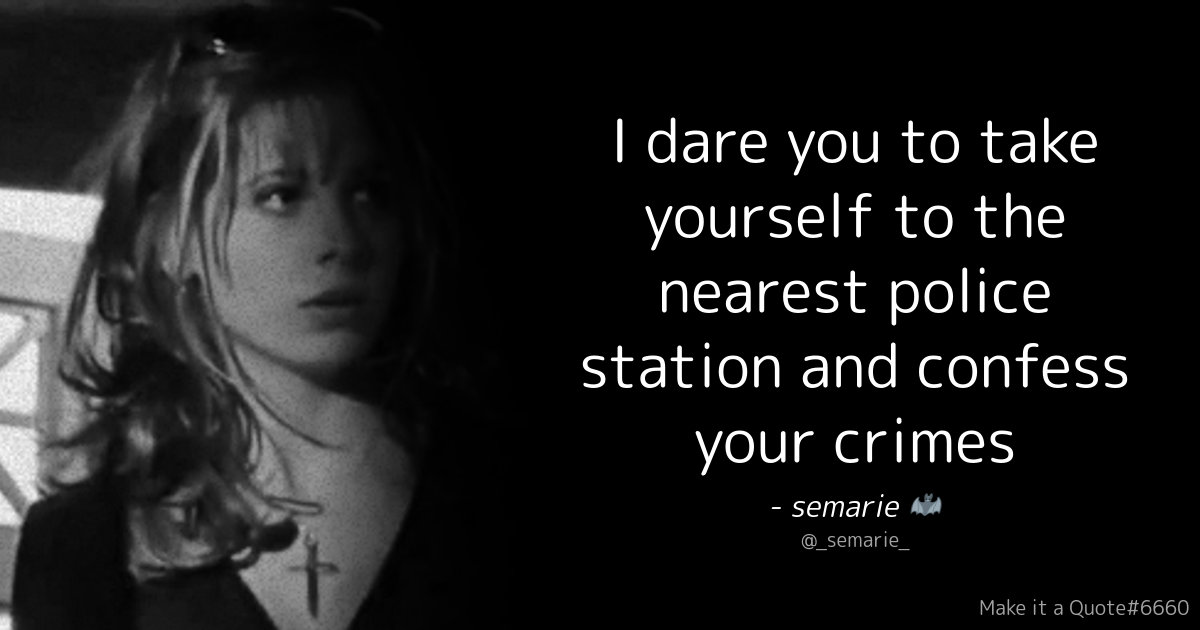 I dare you to take
yourself to the
nearest police
station and confess
your crimes
- semarie 🦇
@_semarie_
Make it a Quote#6660